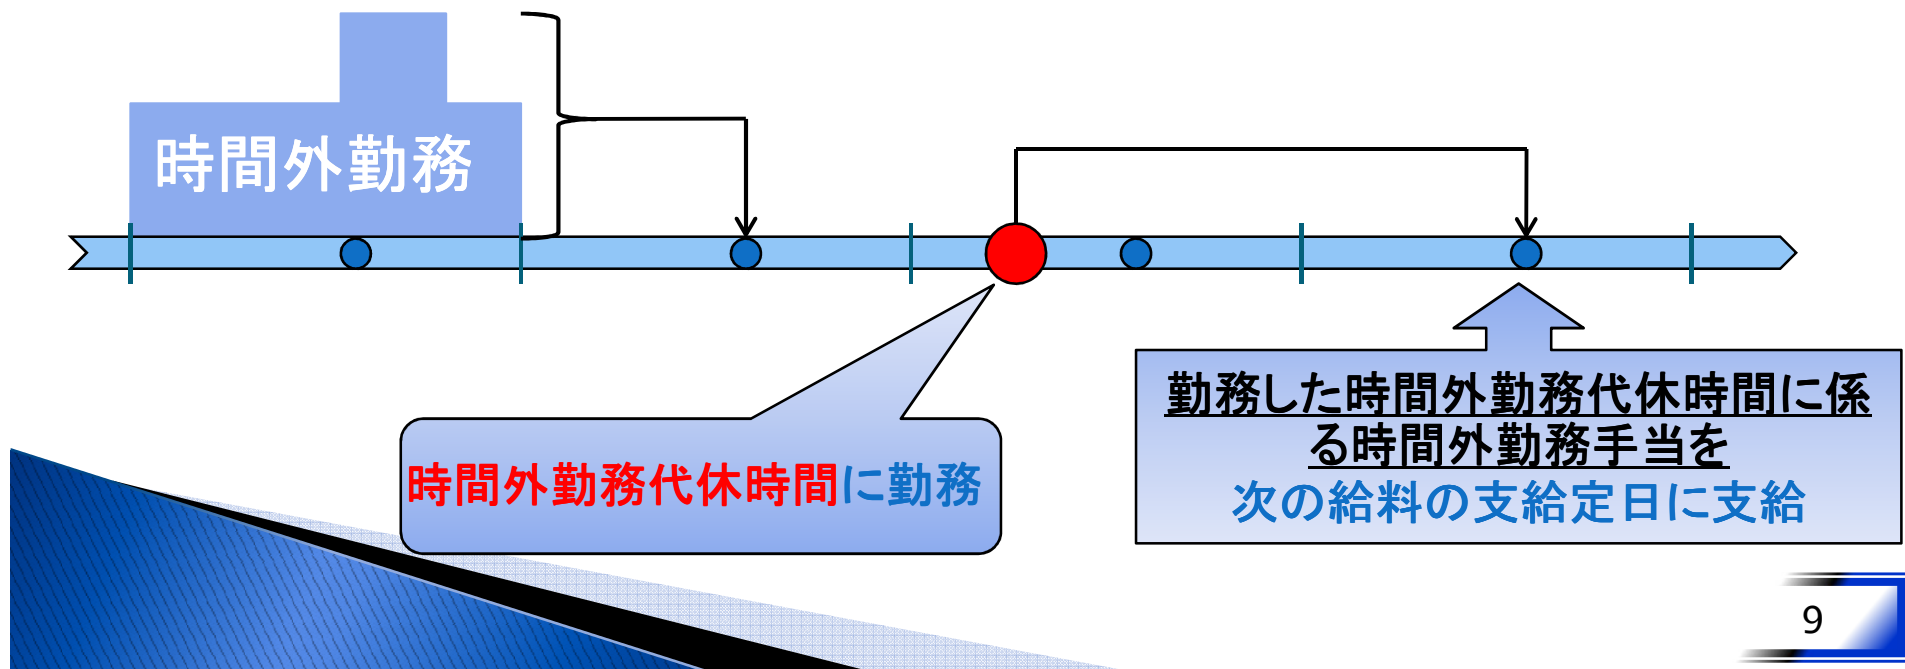 時間外勤務
時間外勤務代休時間に勤務
勤務した時間外勤務代休時間に係
る時間外勤務手当を
次の給料の支給定日に支給
9